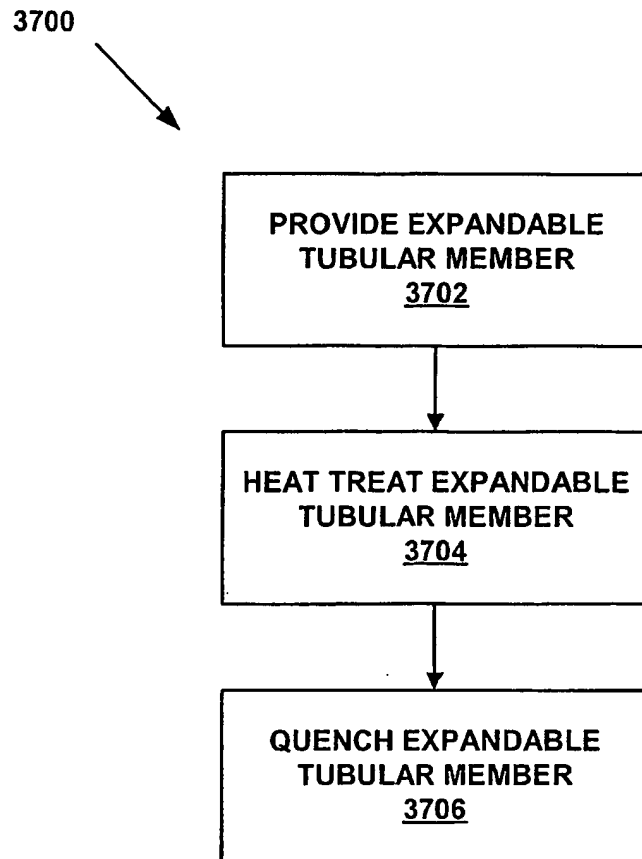 3700
PROVIDE EXPANDABLE
TUBULAR MEMBER
3702
HEAT TREAT EXPANDABLE
TUBULAR MEMBER
3704
QUENCH EXPANDABLE
TUBULAR MEMBER
3706